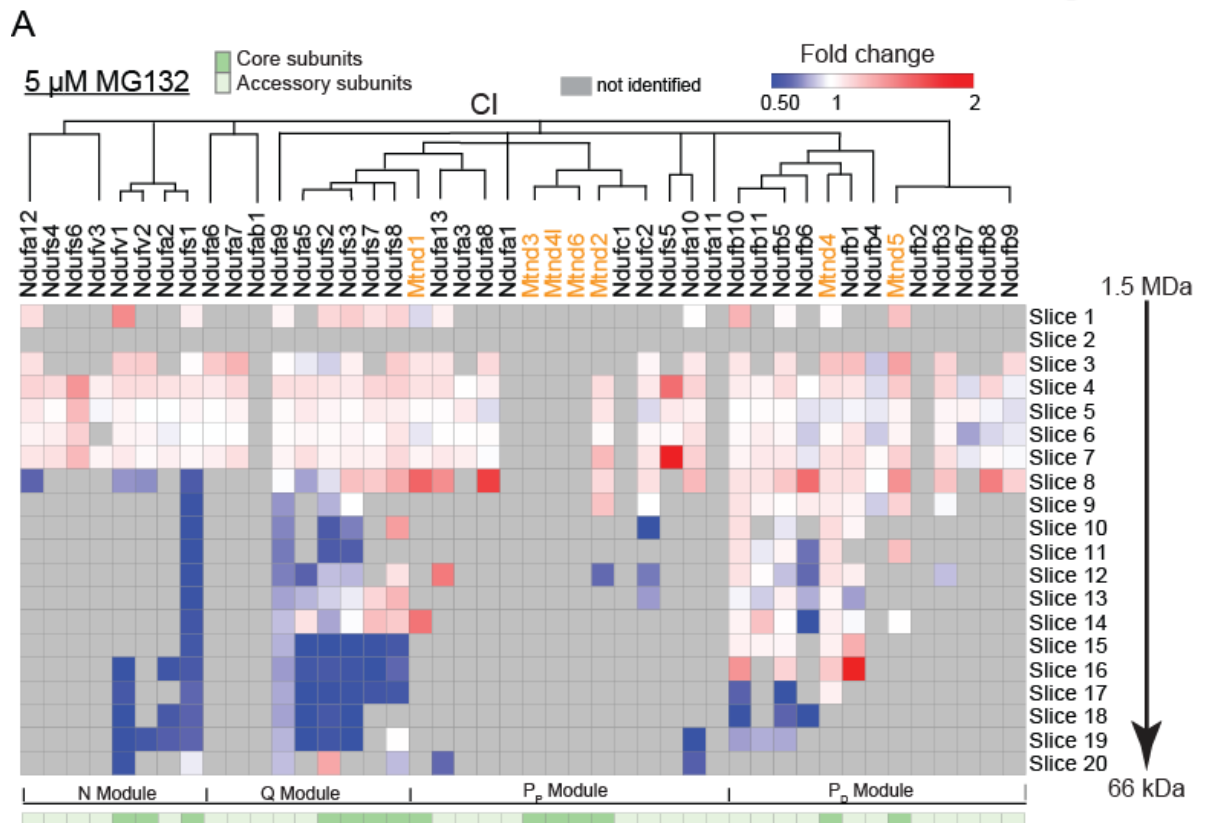 A
5 µM MG132
Core subunits
Accessory subunits
not identified
Fold change
0.50 1 2
CI
Ndufa12
Ndufs4
Ndufs6
Ndufv3
Ndufv1
Ndufv2
Ndufa2
Ndufs1
Ndufa6
Ndufa7
Ndufab1
Ndufa9
Ndufa5
Ndufs2
Ndufs3
Ndufs7
Ndufs8
Mtnd1
Ndufa13
Ndufa3
Ndufa8
Ndufa1
Mtnd3
Mtnd4l
Mtnd6
Mtnd2
Ndufc1
Ndufc2
Ndufs5
Ndufa10
Ndufa11
Ndufb10
Ndufb11
Ndufb5
Ndufb6
Mtnd4
Ndufb1
Ndufb4
Mtnd5
Ndufb2
Ndufb3
Ndufb7
Ndufb8
Ndufb9
1.5 MDa
Slice 1
Slice 2
Slice 3
Slice 4
Slice 5
Slice 6
Slice 7
Slice 8
Slice 9
Slice 10
Slice 11
Slice 12
Slice 13
Slice 14
Slice 15
Slice 16
Slice 17
Slice 18
Slice 19
Slice 20
66 kDa
N Module Q Module P<sub>P</sub> Module P<sub>D</sub> Module